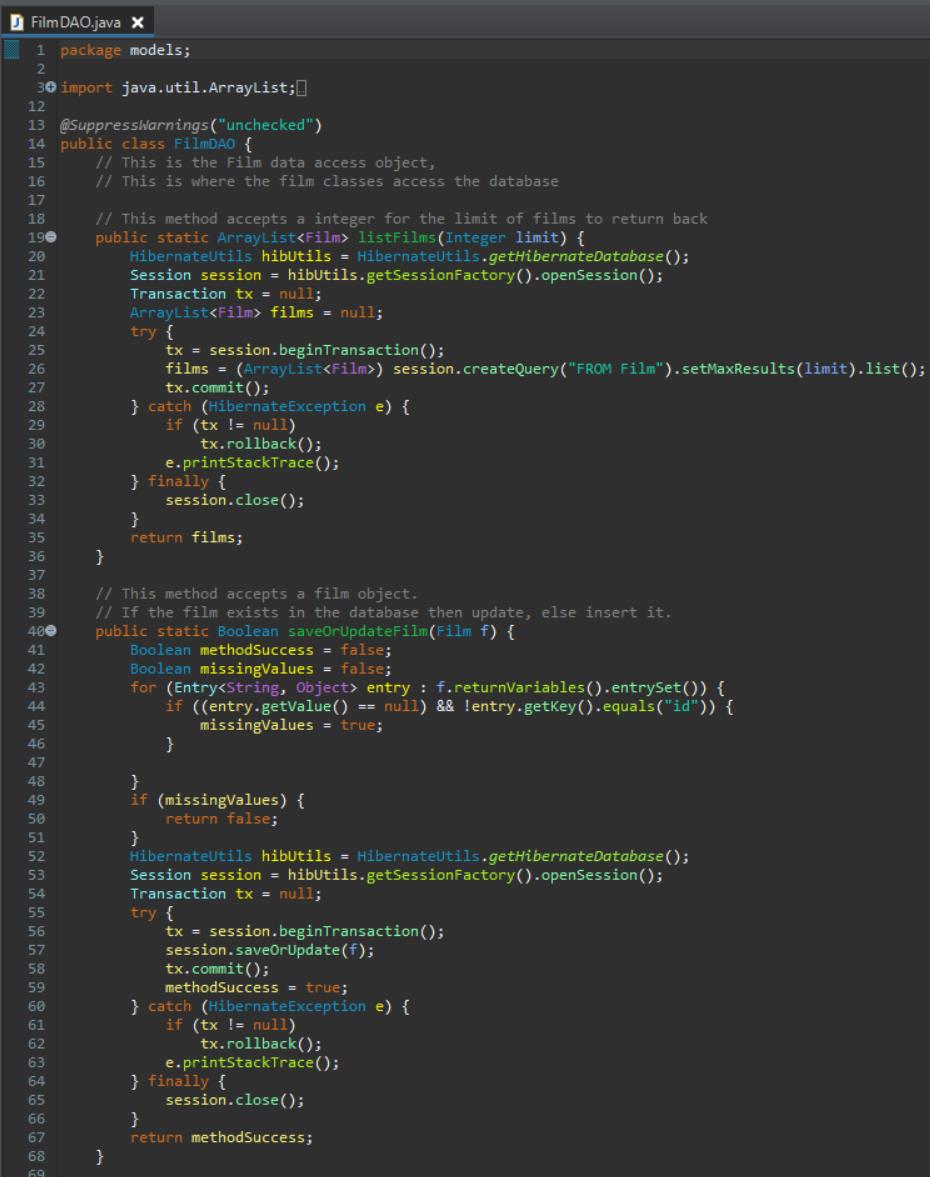 FilmDAO.java
1 package models;
2
3 import java.util.ArrayList;
12
13 @SuppressWarnings("unchecked")
14 public class FilmDAO {
15     // This is the Film data access object,
16     // This is where the film classes access the database
17
18     // This method accepts a integer for the limit of films to return back
19     public static ArrayList<Film> listFilms(Integer limit) {
20         HibernateUtils hibUtils = HibernateUtils.getHibernateDatabase();
21         Session session = hibUtils.getSessionFactory().openSession();
22         Transaction tx = null;
23         ArrayList<Film> films = null;
24         try {
25             tx = session.beginTransaction();
26             films = (ArrayList<Film>) session.createQuery("FROM Film").setMaxResults(limit).list();
27             tx.commit();
28         } catch (HibernateException e) {
29             if (tx != null)
30                 tx.rollback();
31             e.printStackTrace();
32         } finally {
33             session.close();
34         }
35         return films;
36     }
37
38     // This method accepts a film object.
39     // If the film exists in the database then update, else insert it.
40     public static Boolean saveOrUpdateFilm(Film f) {
41         Boolean methodSuccess = false;
42         Boolean missingValues = false;
43         for (Entry<String, Object> entry : f.returnVariables().entrySet()) {
44             if ((entry.getValue() == null) && !entry.getKey().equals("id")) {
45                 missingValues = true;
46             }
47
48         }
49         if (missingValues) {
50             return false;
51         }
52         HibernateUtils hibUtils = HibernateUtils.getHibernateDatabase();
53         Session session = hibUtils.getSessionFactory().openSession();
54         Transaction tx = null;
55         try {
56             tx = session.beginTransaction();
57             session.saveOrUpdate(f);
58             tx.commit();
59             methodSuccess = true;
60         } catch (HibernateException e) {
61             if (tx != null)
62                 tx.rollback();
63             e.printStackTrace();
64         } finally {
65             session.close();
66         }
67         return methodSuccess;
68     }
69